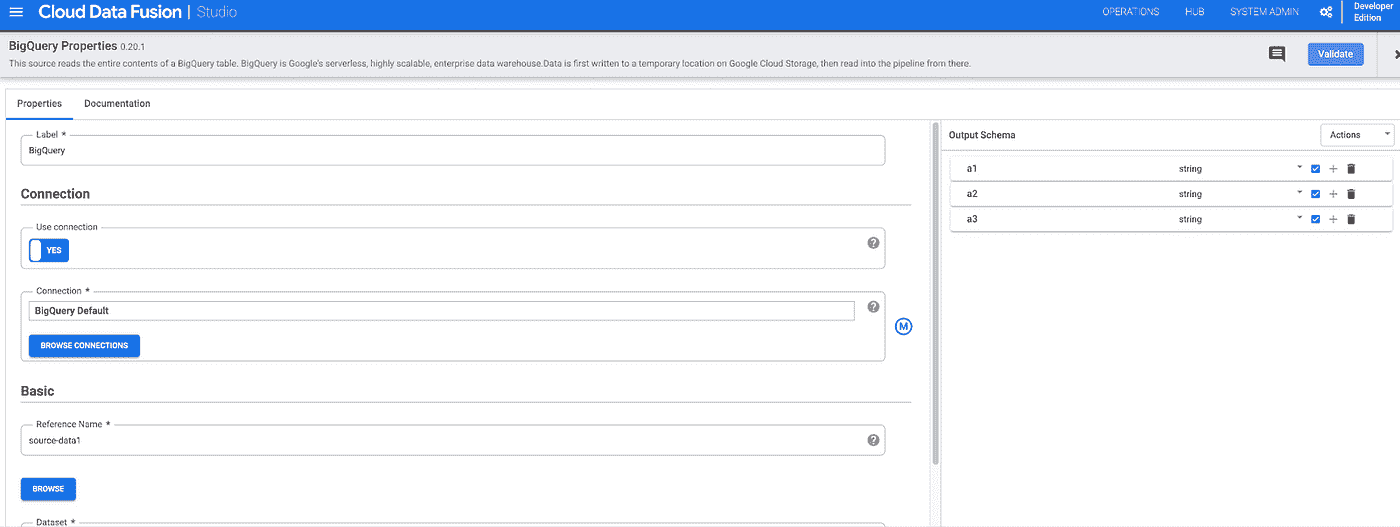 Cloud Data Fusion | Studio
OPERATIONS HUB SYSTEM ADMIN Developer Edition
BigQuery Properties 0.20.1
This source reads the entire contents of a BigQuery table. BigQuery is Google's serverless, highly scalable, enterprise data warehouse.Data is first written to a temporary location on Google Cloud Storage, then read into the pipeline from there.
Validate
Properties Documentation
Label *
BigQuery
Connection
Use connection
YES
Connection *
BigQuery Default
BROWSE CONNECTIONS
M
Basic
Reference Name *
source-data1
BROWSE
Dataset *
Output Schema
Actions
a1 string
a2 string
a3 string